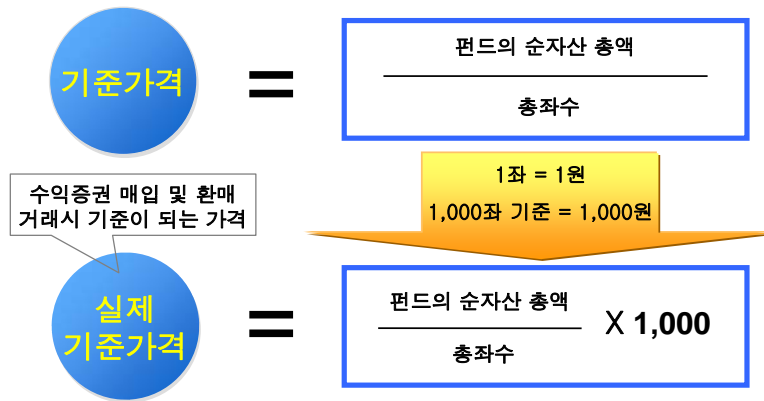 기준가격
=
펀드의 순자산 총액
총좌수
1좌 = 1원
1,000좌 기준 = 1,000원
수익증권 매입 및 환매
거래시 기준이 되는 가격
실제
기준가격
=
펀드의 순자산 총액
총좌수
X 1,000